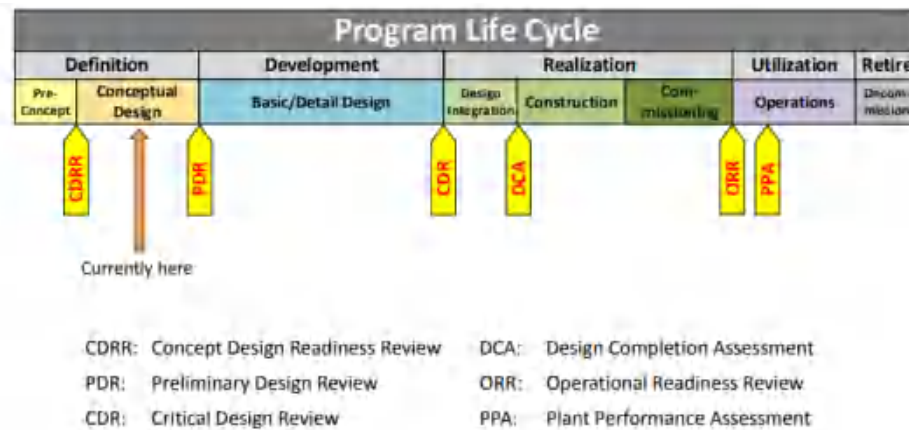 Program Life Cycle
Definition Development Realization Utilization Retire
Pre-Concept Conceptual Design Basic/Detail Design Design Integration Construction Com-missioning Operations
CDRR PDR CDR DCA ORR PPA
Currently here
CDRR: Concept Design Readiness Review DCA: Design Completion Assessment
PDR: Preliminary Design Review ORR: Operational Readiness Review
CDR: Critical Design Review PPA: Plant Performance Assessment